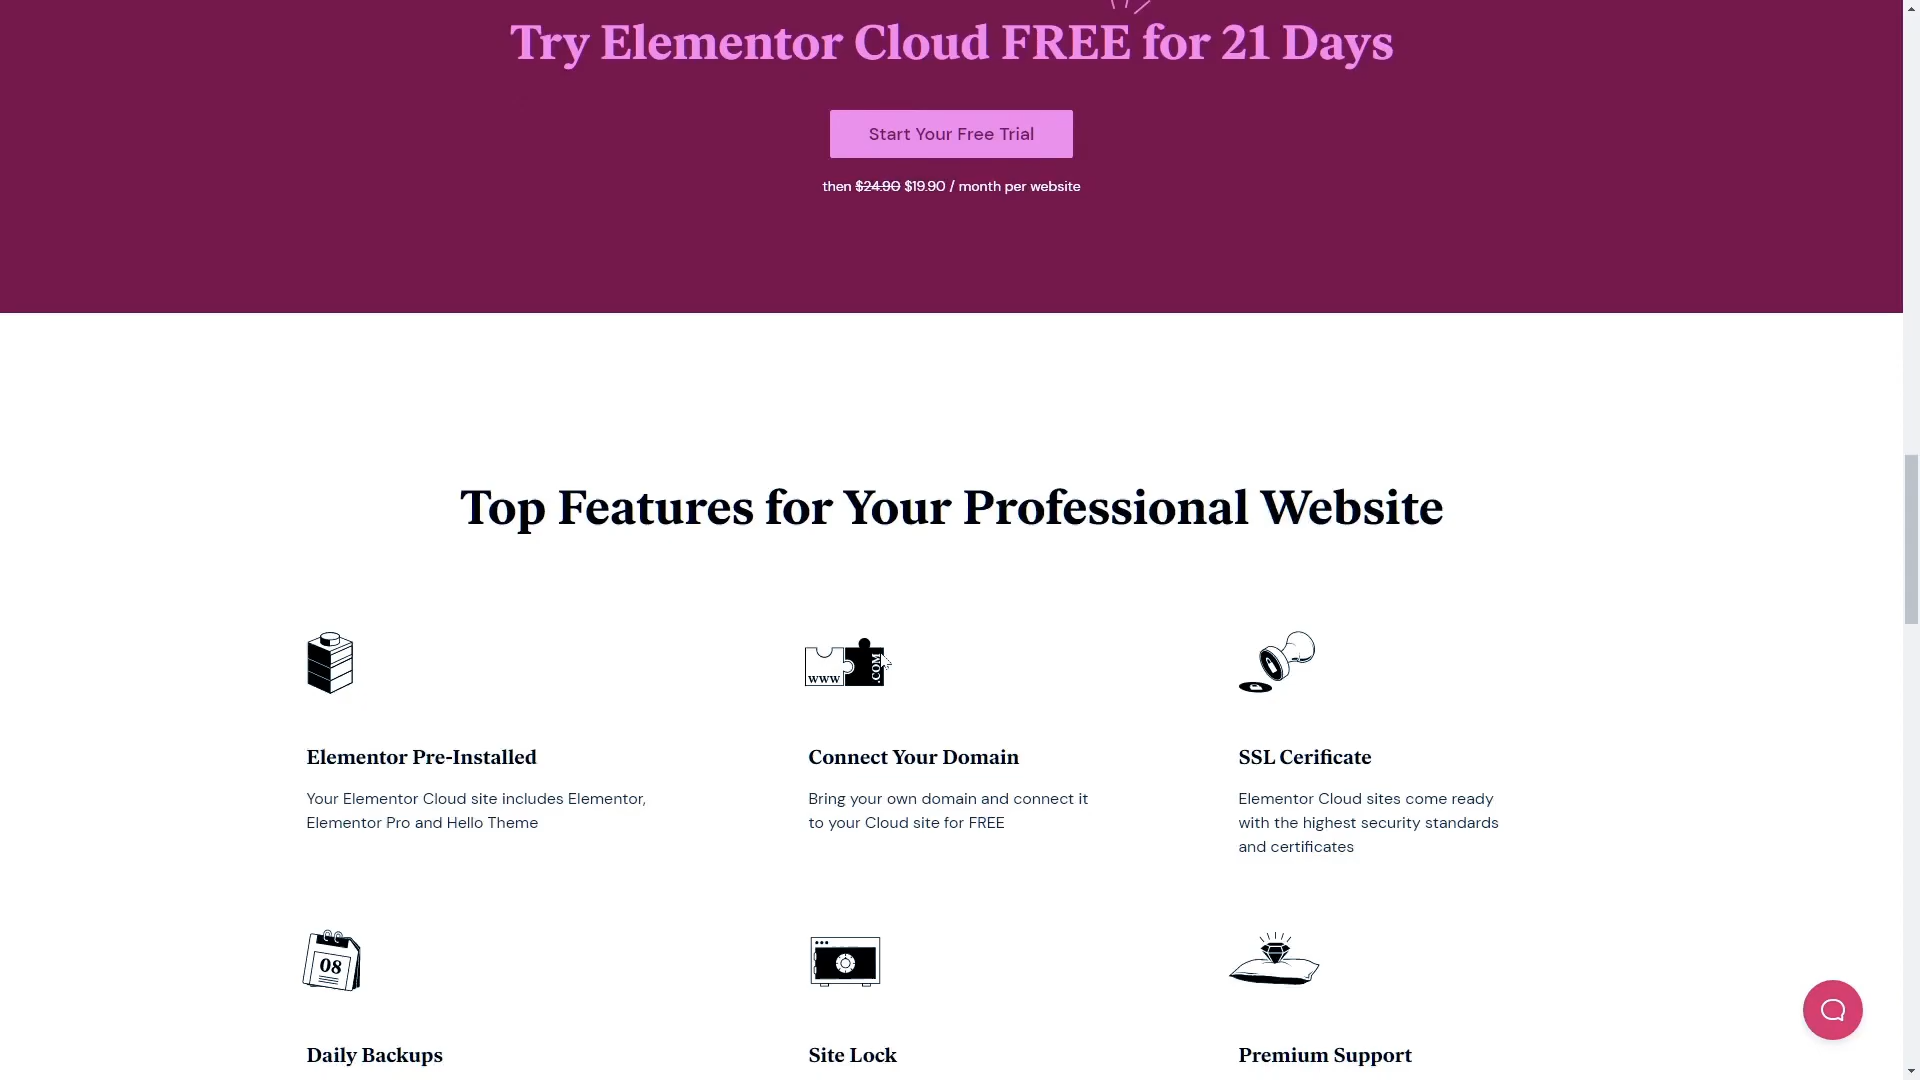 Try Elementor Cloud FREE for 21 Days
Start Your Free Trial
then $24.90 $19.90 / month per website
Top Features for Your Professional Website
www
.COM
Elementor Pre-Installed
Connect Your Domain
SSL Cerificate
Your Elementor Cloud site includes Elementor,
Elementor Pro and Hello Theme
Bring your own domain and connect it
to your Cloud site for FREE
Elementor Cloud sites come ready
with the highest security standards
and certificates
08
Daily Backups
Site Lock
Premium Support